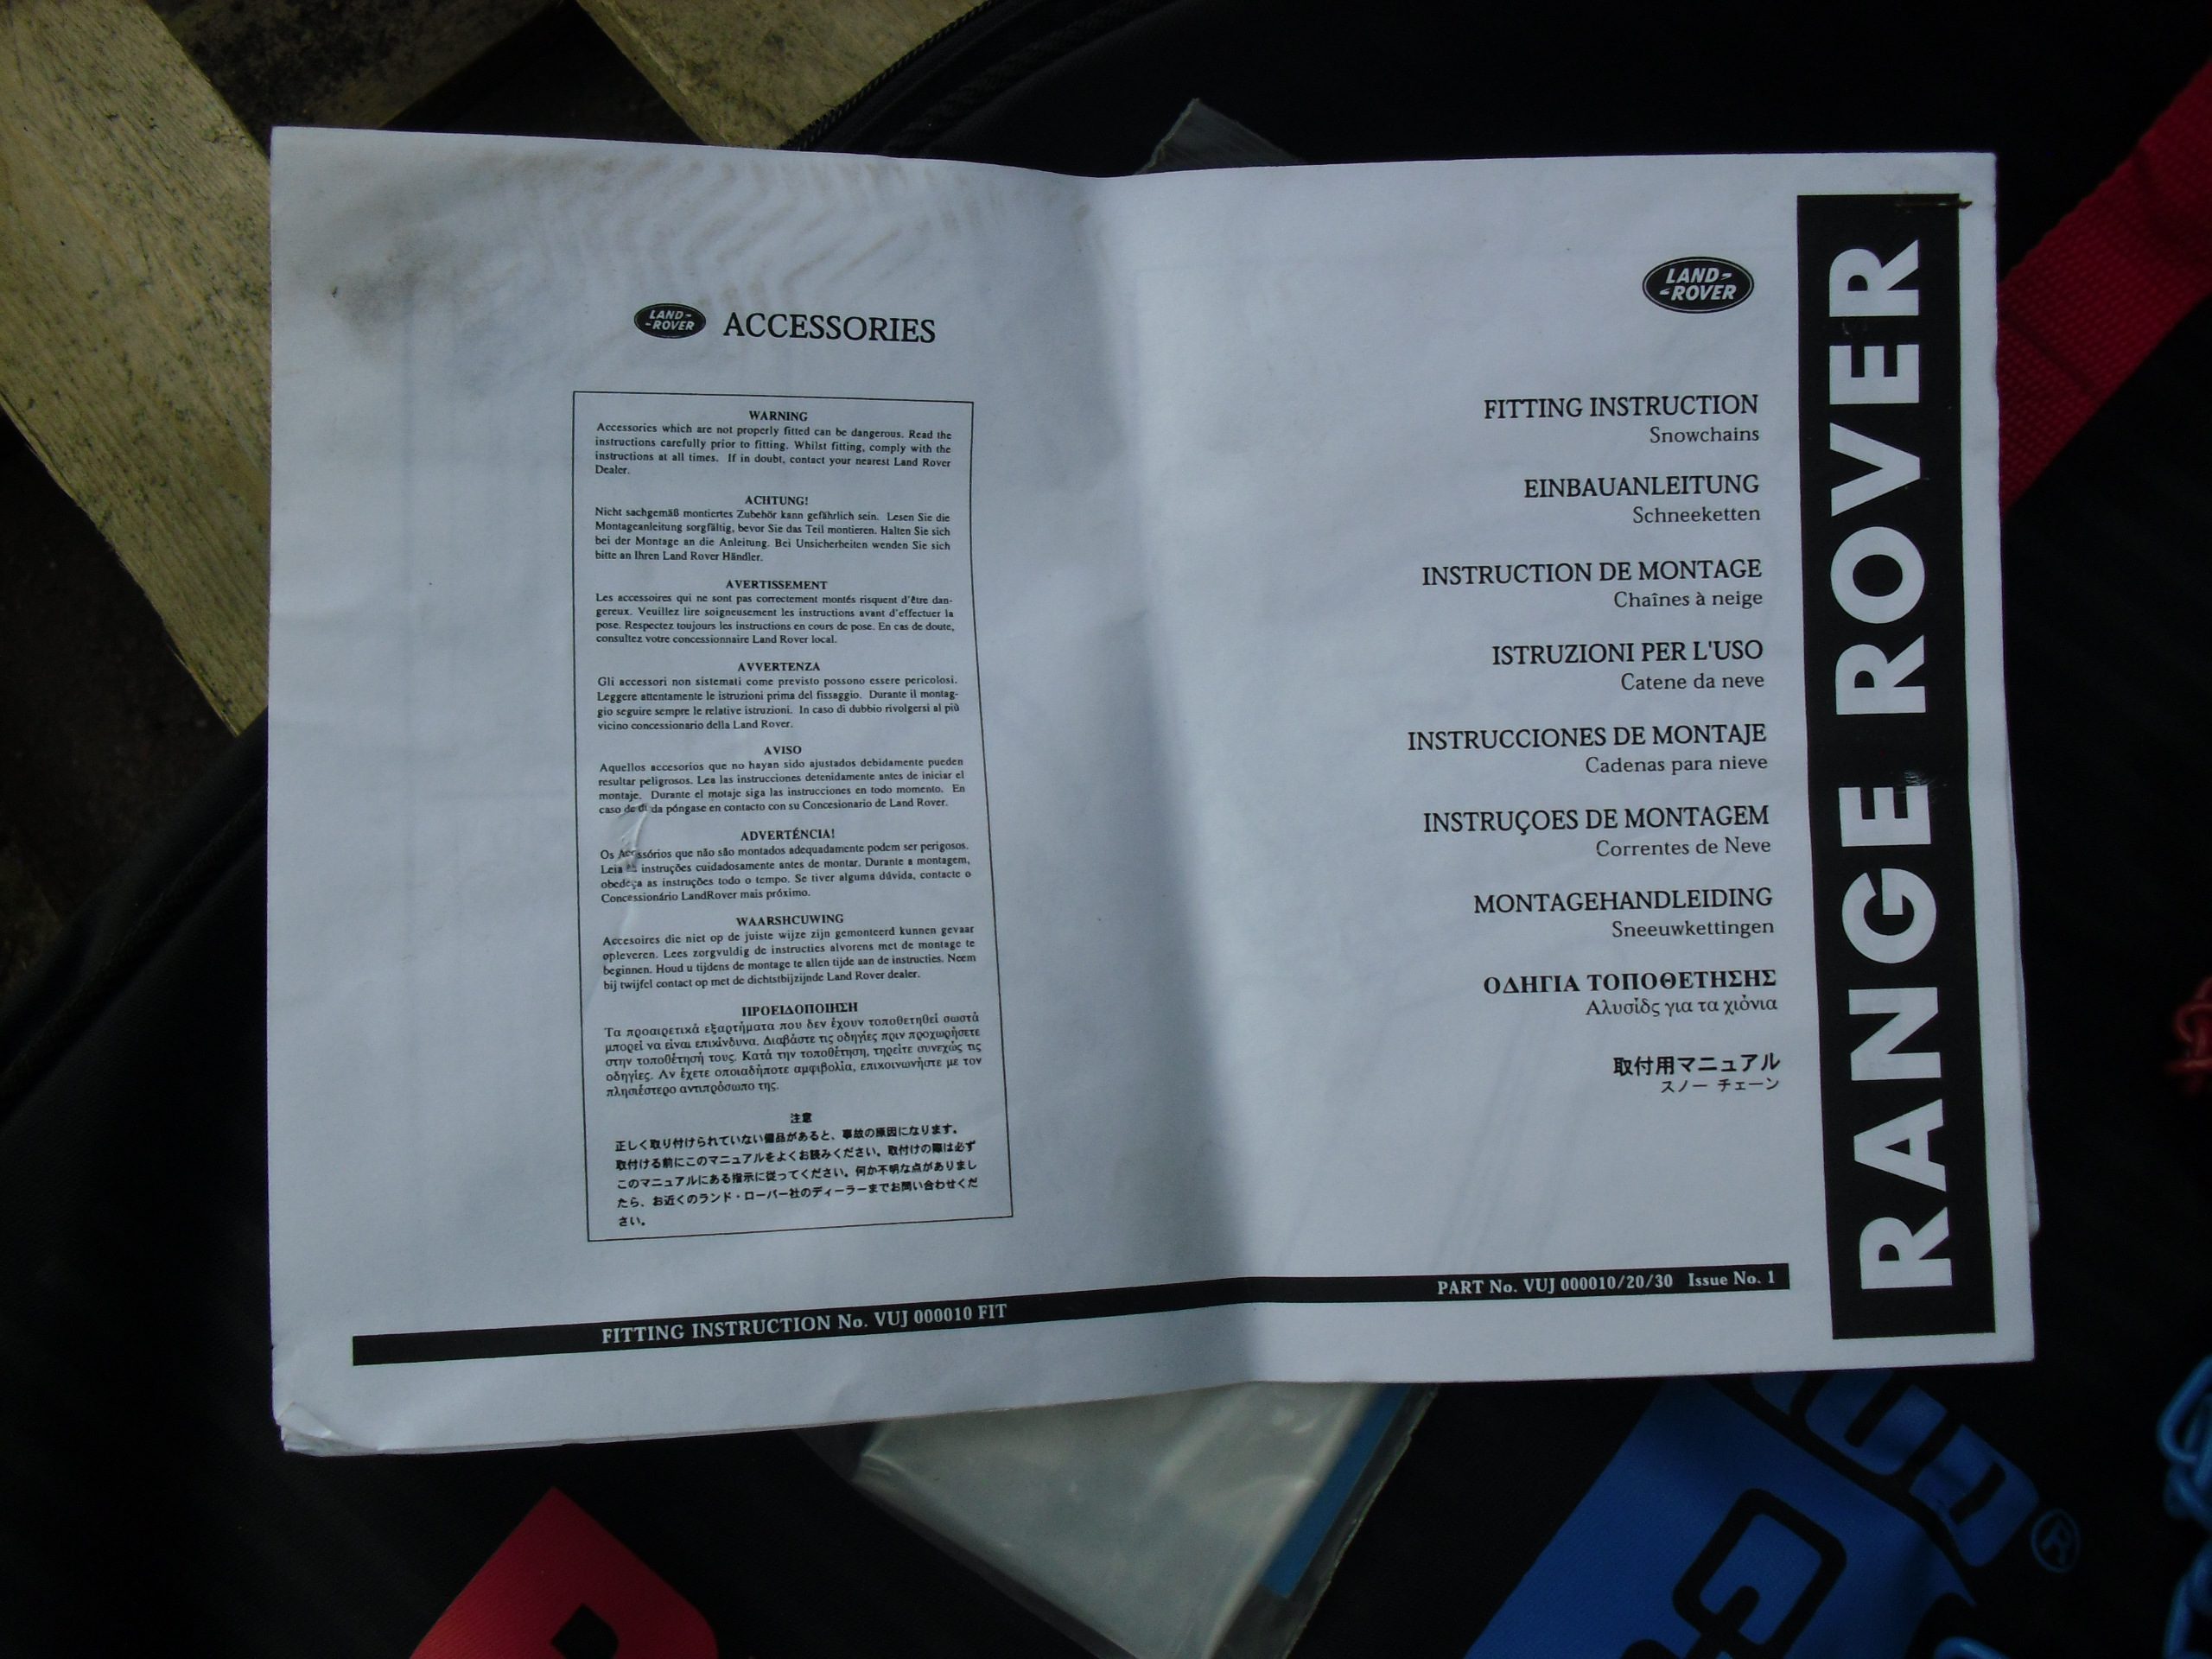 LAND-
-ROVER
ACCESSORIES
WARNING
Accessories which are not properly fitted can be dangerous. Read the
instructions carefully prior to fitting. Whilst fitting, comply with the
instructions at all times. If in doubt, contact your nearest Land Rover
Dealer.
ACHTUNG!
Nicht sachgemäß montiertes Zubehör kann gefährlich sein. Lesen Sie die
Montageanleitung sorgfältig, bevor Sie das Teil montieren. Halten Sie sich
bei der Montage an die Anleitung. Bei Unsicherheiten wenden Sie sich
bitte an Ihren Land Rover Händler.
AVERTISSEMENT
Les accessoires qui ne sont pas correctement montés risquent d'être dan-
gereux. Veuillez lire soigneusement les instructions avant d'effectuer la
pose. Respectez toujours les instructions en cours de pose. En cas de doute,
consultez votre concessionnaire Land Rover local.
AVVERTENZA
Gli accessori non sistemati come previsto possono essere pericolosi.
Leggere attentamente le istruzioni prima del fissaggio. Durante il montag-
gio seguire sempre le relative istruzioni. In caso di dubbio rivolgersi al più
vicino concessionario della Land Rover.
AVISO
Aquellos accesorios que no hayan sido ajustados debidamente pueden
resultar peligrosos. Lea las instrucciones detenidamente antes de iniciar el
montaje. Durante el motaje siga las instrucciones en todo momento. En
caso de da póngase en contacto con su Concesionario de Land Rover.
ADVERTÉNCIA!
Os Acessórios que não são montados adequadamente podem ser perigosos.
Leia as instruções cuidadosamente antes de montar. Durante a montagem,
obedeça as instruções todo o tempo. Se tiver alguma dúvida, contacte o
Concessionário LandRover mais próximo.
WAARSHCUWING
Accesoires die niet op de juiste wijze zijn gemonteerd kunnen gevaar
opleveren. Lees zorgvuldig de instructies alvorens met de montage te
beginnen. Houd u tijdens de montage te allen tijde aan de instructies. Neem
bij twijfel contact op met de dichtstbijzijnde Land Rover dealer.
ΠΡΟΕΙΔΟΠΟΙΗΣΗ
Τα προαιρετικά εξαρτήματα που δεν έχουν τοποθετηθεί σωστά
μπορεί να είναι επικίνδυνα. Διαβάστε τις οδηγίες πριν προχωρήσετε
στην τοποθέτησή τους. Κατά την τοποθέτηση, τηρείτε συνεχώς τις
οδηγίες. Αν έχετε οποιαδήποτε αμφιβολία, επικοινωνήστε με τον
πλησιέστερο αντιπρόσωπο της.
注意
正しく取り付けられていない備品があると、事故の原因になります。
取付ける前にこのマニュアルをよくお読みください。取付けの際は必ず
このマニュアルにある指示に従ってください。何か不明な点がありまし
たら、お近くのランド・ローバー社のディーラーまでお問い合わせくだ
さい。
FITTING INSTRUCTION No. VUJ 000010 FIT
LAND-
-ROVER
FITTING INSTRUCTION
Snowchains
EINBAUANLEITUNG
Schneeketten
INSTRUCTION DE MONTAGE
Chaînes à neige
ISTRUZIONI PER L'USO
Catene da neve
INSTRUCCIONES DE MONTAJE
Cadenas para nieve
INSTRUÇOES DE MONTAGEM
Correntes de Neve
MONTAGEHANDLEIDING
Sneeuwkettingen
ΟΔΗΓΙΑ ΤΟΠΟΘΕΤΗΣΗΣ
Αλυσίδς για τα χιόνια
取付用マニュアル
スノー チェーン
PART No. VUJ 000010/20/30 Issue No. 1
RANGE ROVER